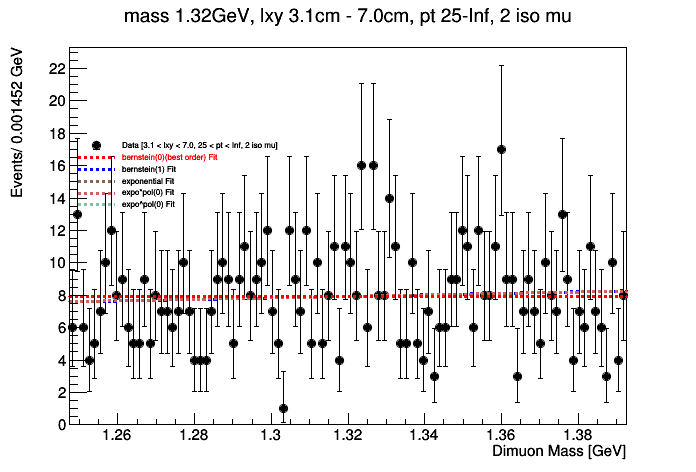 mass 1.32GeV, lxy 3.1cm - 7.0cm, pt 25-Inf, 2 iso mu
Events/ 0.001452 GeV
22
20
18
16
14
12
10
8
6
4
2
0
Data [3.1 < lxy < 7.0, 25 < pt < Inf, 2 iso mu]
bernstein(0)(best order) Fit
bernstein(1) Fit
exponential Fit
expo*pol(0) Fit
expo^pol(0) Fit
1.26 1.28 1.3 1.32 1.34 1.36 1.38
Dimuon Mass [GeV]